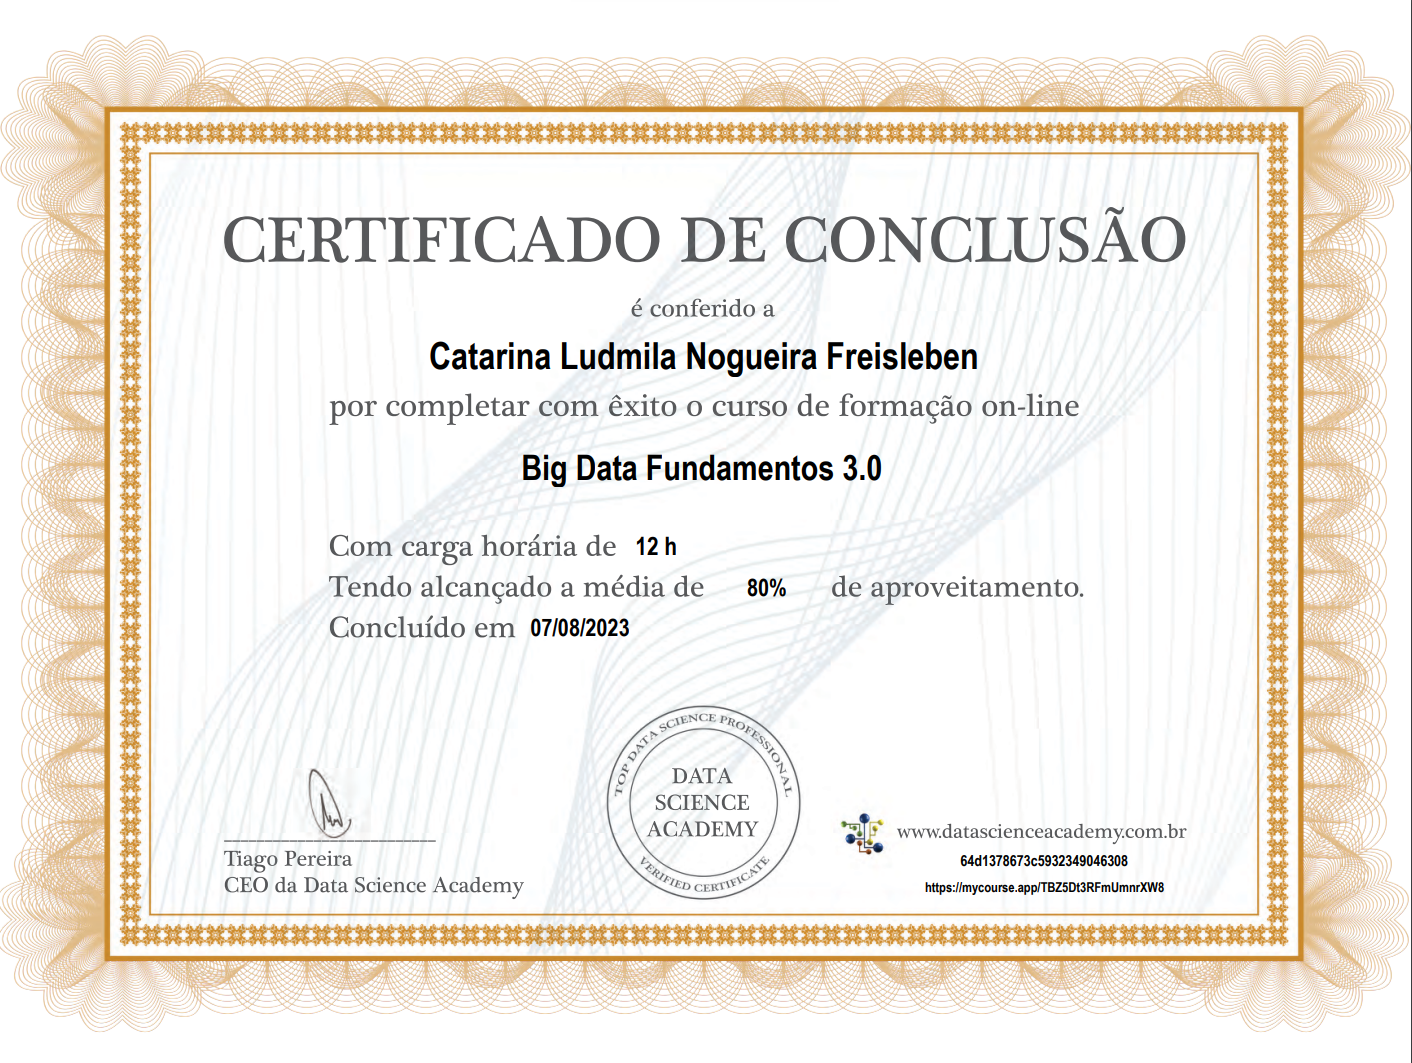 CERTIFICADO DE CONCLUSÃO
é conferido a
Catarina Ludmila Nogueira Freisleben
por completar com êxito o curso de formação on-line
Big Data Fundamentos 3.0
Com carga horária de 12 h
Tendo alcançado a média de 80% de aproveitamento.
Concluído em 07/08/2023
TOP DATA SCIENCE PROFESSIONAL
DATA
SCIENCE
ACADEMY
VERIFIED CERTIFICATE
Tiago Pereira
CEO da Data Science Academy
www.datascienceacademy.com.br
64d1378673c5932349046308
https://mycourse.app/TBZ5Dt3RFmUmnrXW8